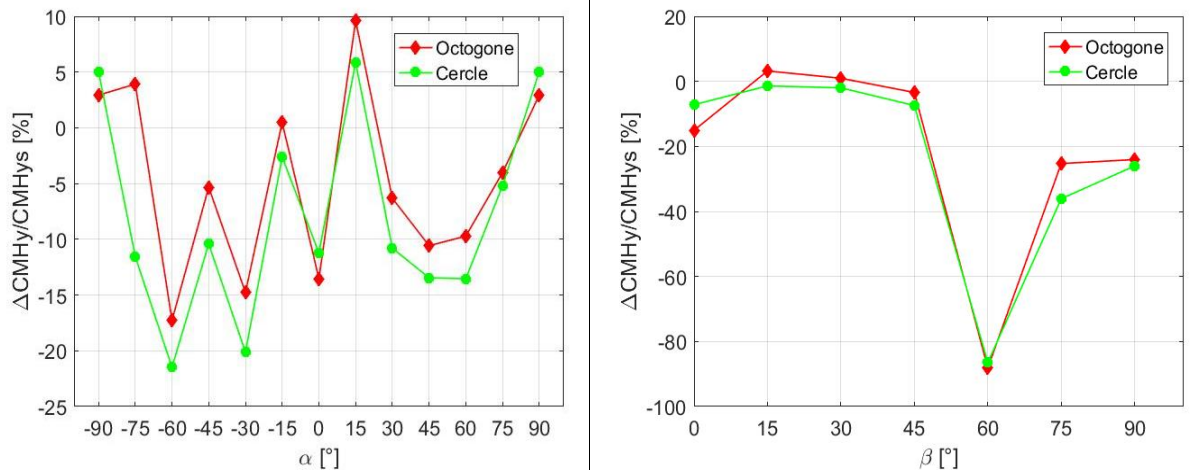 10
5
0
-5
-10
-15
-20
-25
ΔCMHy/CMHys [%]
Octogone
Cercle
-90 -75 -60 -45 -30 -15 0 15 30 45 60 75 90
α [°]
20
0
-20
-40
-60
-80
-100
ΔCMHy/CMHys [%]
Octogone
Cercle
0 15 30 45 60 75 90
β [°]